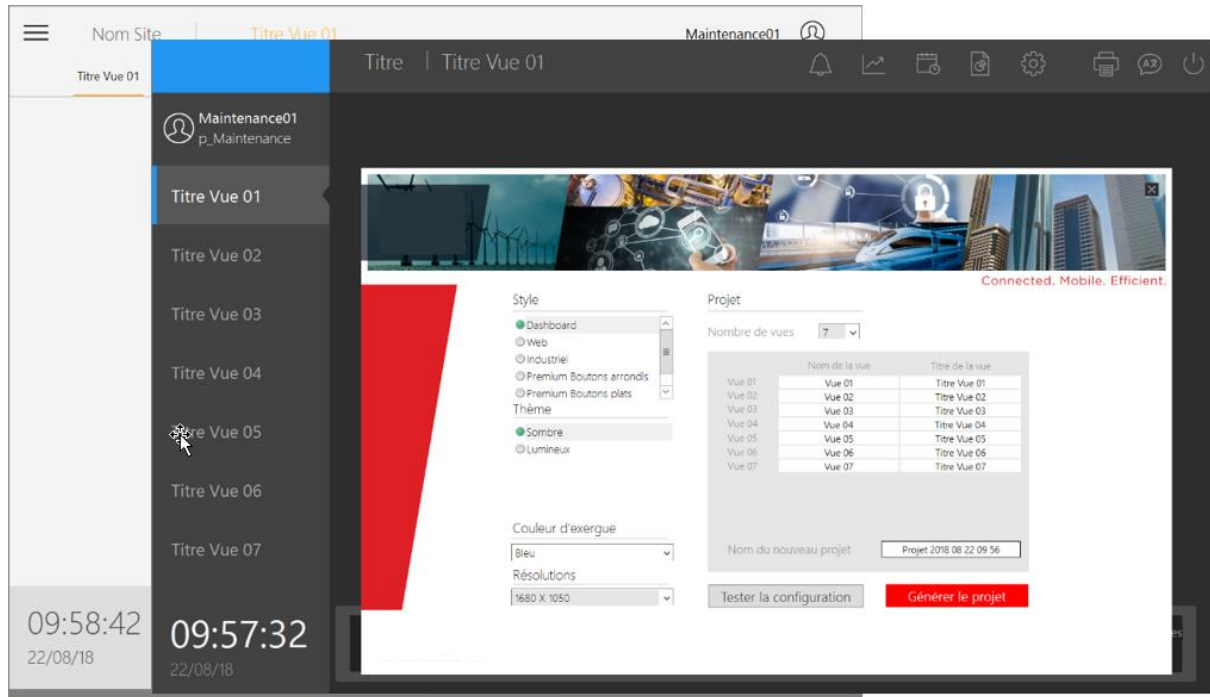 Nom Site
Titre Vue 01
Maintenance01
Titre Vue 01
Titre
Titre Vue 01
Maintenance01
p_Maintenance
Titre Vue 01
Titre Vue 02
Titre Vue 03
Titre Vue 04
Titre Vue 05
Titre Vue 06
Titre Vue 07
Connected. Mobile. Efficient.
Style
Dashboard
Web
Industriel
Premium Boutons arrondis
Premium Boutons plats
Thème
Sombre
Lumineux
Couleur d'exergue
Bleu
Résolutions
1680 X 1050
Projet
Nombre de vues 7
Nom de la vue Titre de la vue
Vue 01 Vue 01 Titre Vue 01
Vue 02 Vue 02 Titre Vue 02
Vue 03 Vue 03 Titre Vue 03
Vue 04 Vue 04 Titre Vue 04
Vue 05 Vue 05 Titre Vue 05
Vue 06 Vue 06 Titre Vue 06
Vue 07 Vue 07 Titre Vue 07
Nom du nouveau projet Projet 2018 08 22 09 56
Tester la configuration
Générer le projet
09:58:42
22/08/18
09:57:32
22/08/18